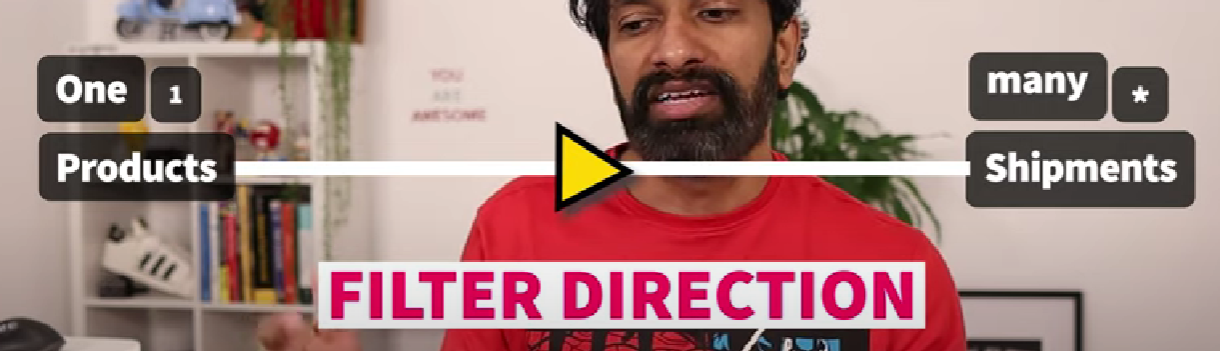 One 1
many *
Products
Shipments
YOU
ARE
AWESOME
FILTER DIRECTION